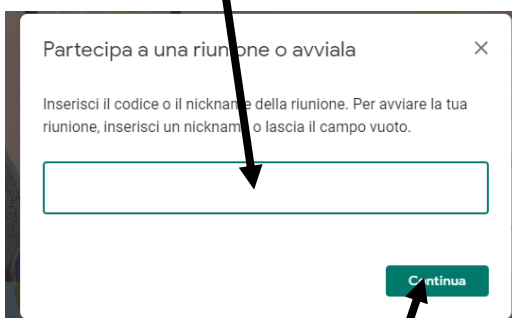 Partecipa a una riunione o avviala
Inserisci il codice o il nickname della riunione. Per avviare la tua
riunione, inserisci un nickname o lascia il campo vuoto.
Continua